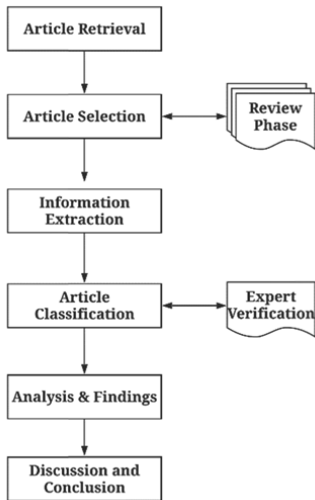 Article Retrieval
Article Selection
Review
Phase
Information
Extraction
Article
Classification
Expert
Verification
Analysis & Findings
Discussion and
Conclusion